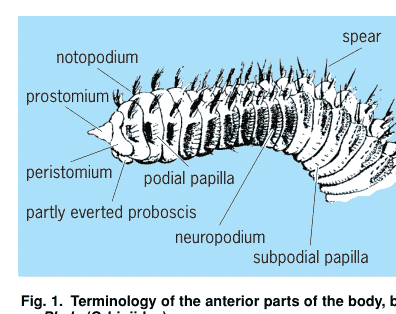 spear
notopodium
prostomium
peristomium
podial papilla
partly everted proboscis
neuropodium
subpodial papilla
Fig. 1. Terminology of the anterior parts of the body, b